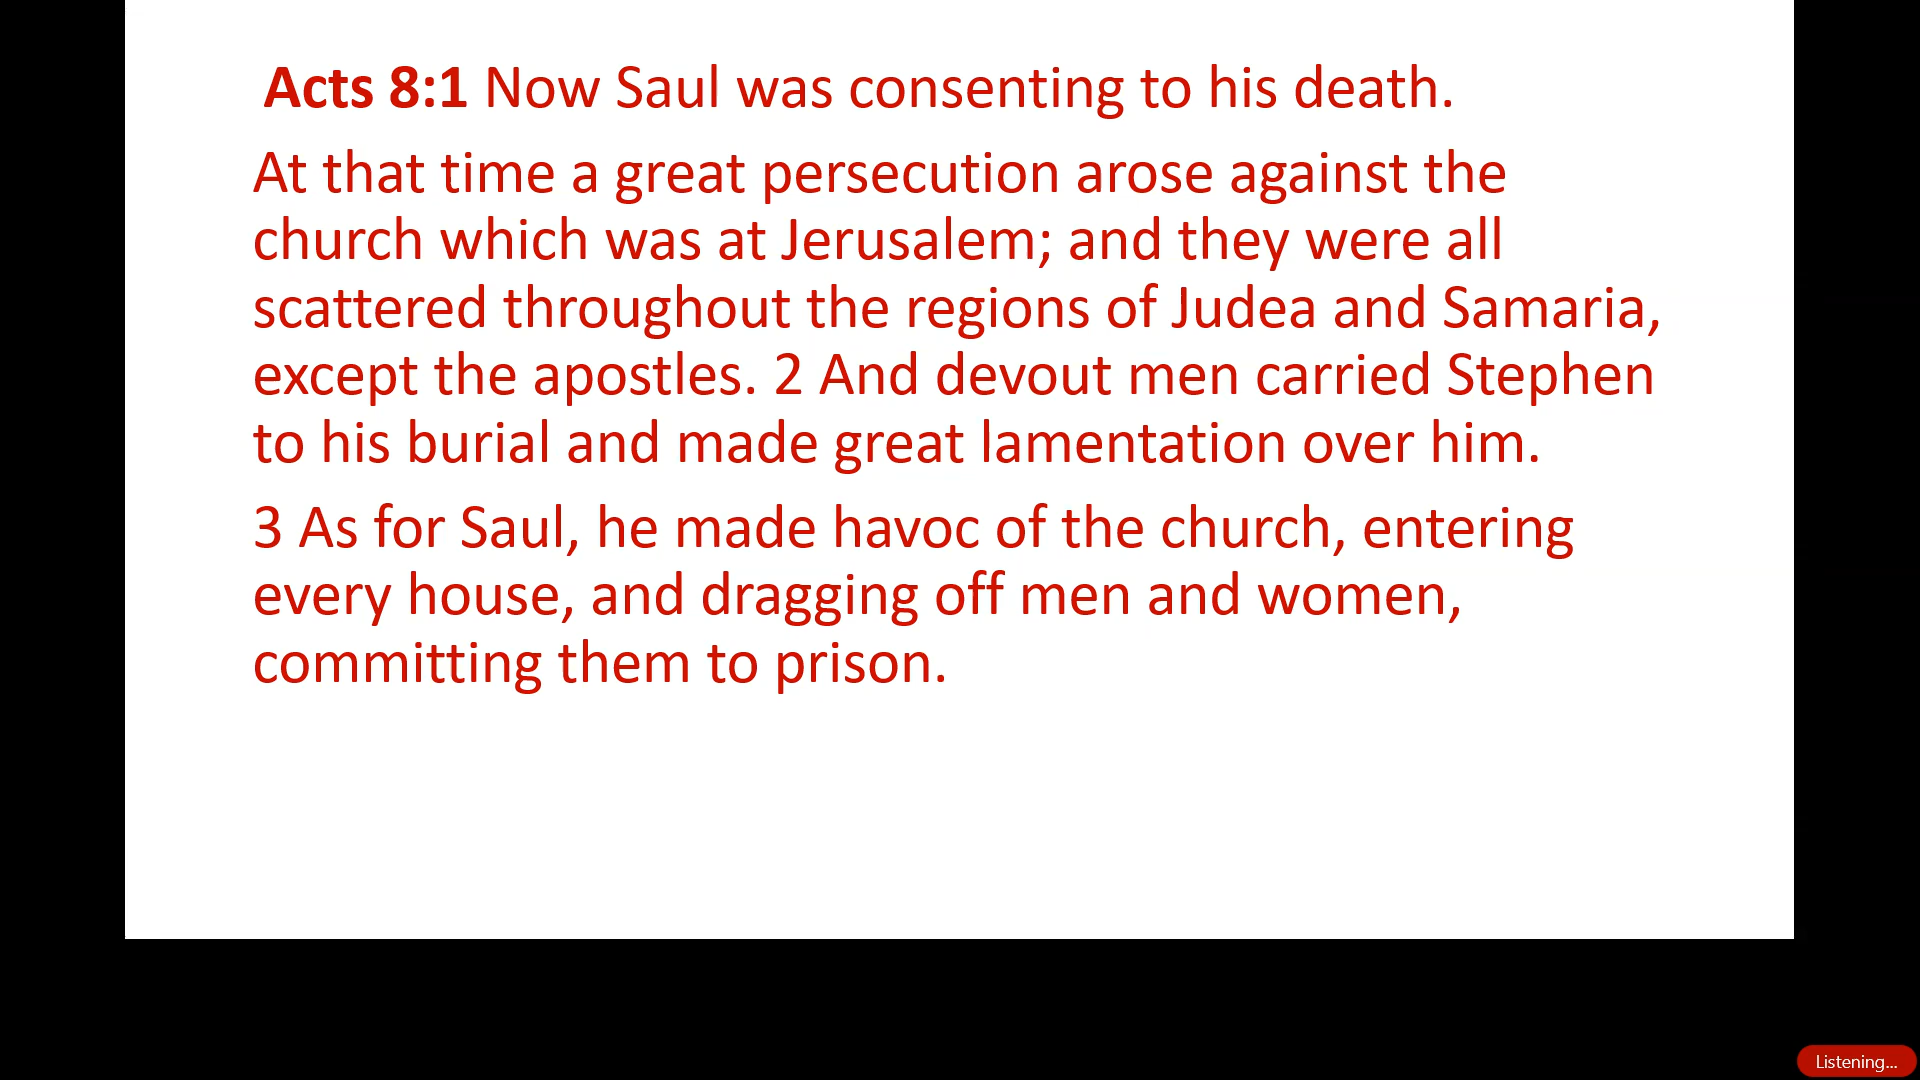 Acts 8:1 Now Saul was consenting to his death.
At that time a great persecution arose against the
church which was at Jerusalem; and they were all
scattered throughout the regions of Judea and Samaria,
except the apostles. 2 And devout men carried Stephen
to his burial and made great lamentation over him.
3 As for Saul, he made havoc of the church, entering
every house, and dragging off men and women,
committing them to prison.
Listening...